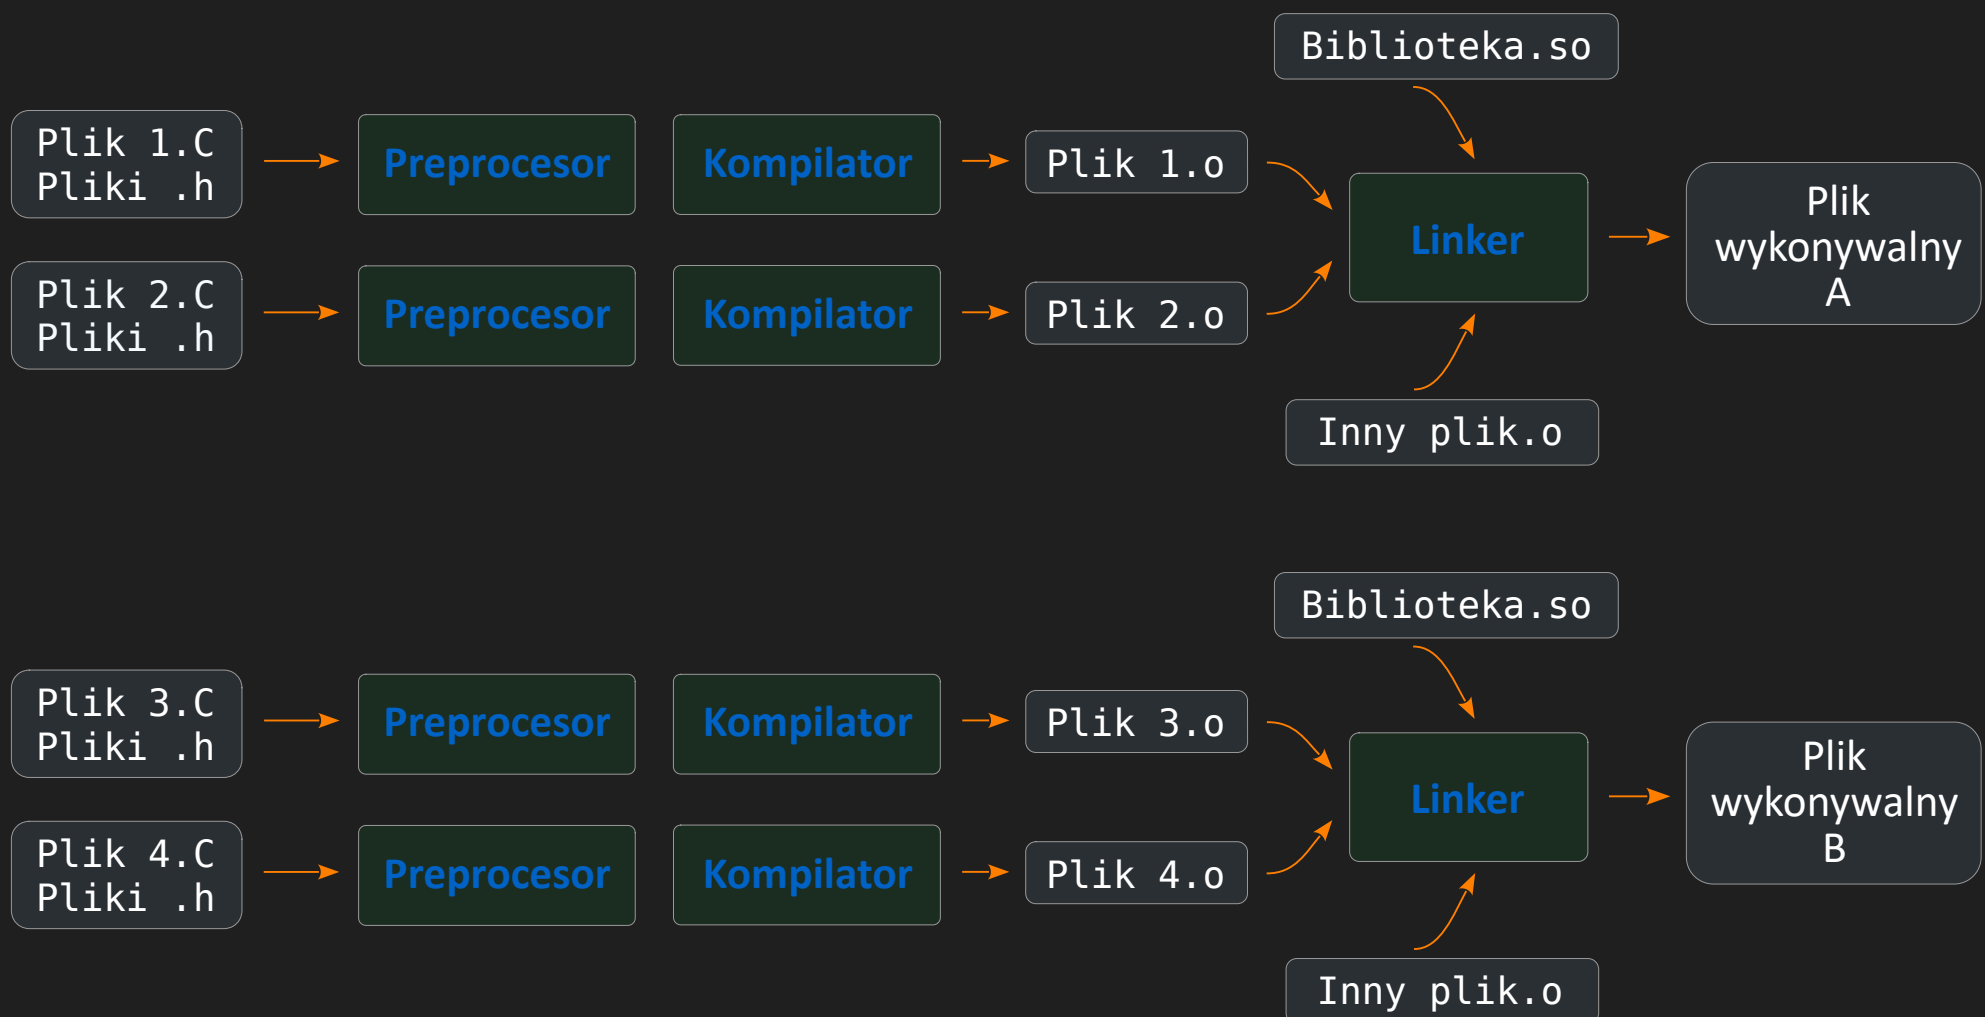 Biblioteka.so
Plik 1.C
Pliki .h
Preprocesor
Kompilator
Plik 1.o
Plik 2.C
Pliki .h
Preprocesor
Kompilator
Plik 2.o
Linker
Plik
wykonywalny
A
Inny plik.o
Biblioteka.so
Plik 3.C
Pliki .h
Preprocesor
Kompilator
Plik 3.o
Plik 4.C
Pliki .h
Preprocesor
Kompilator
Plik 4.o
Linker
Plik
wykonywalny
B
Inny plik.o